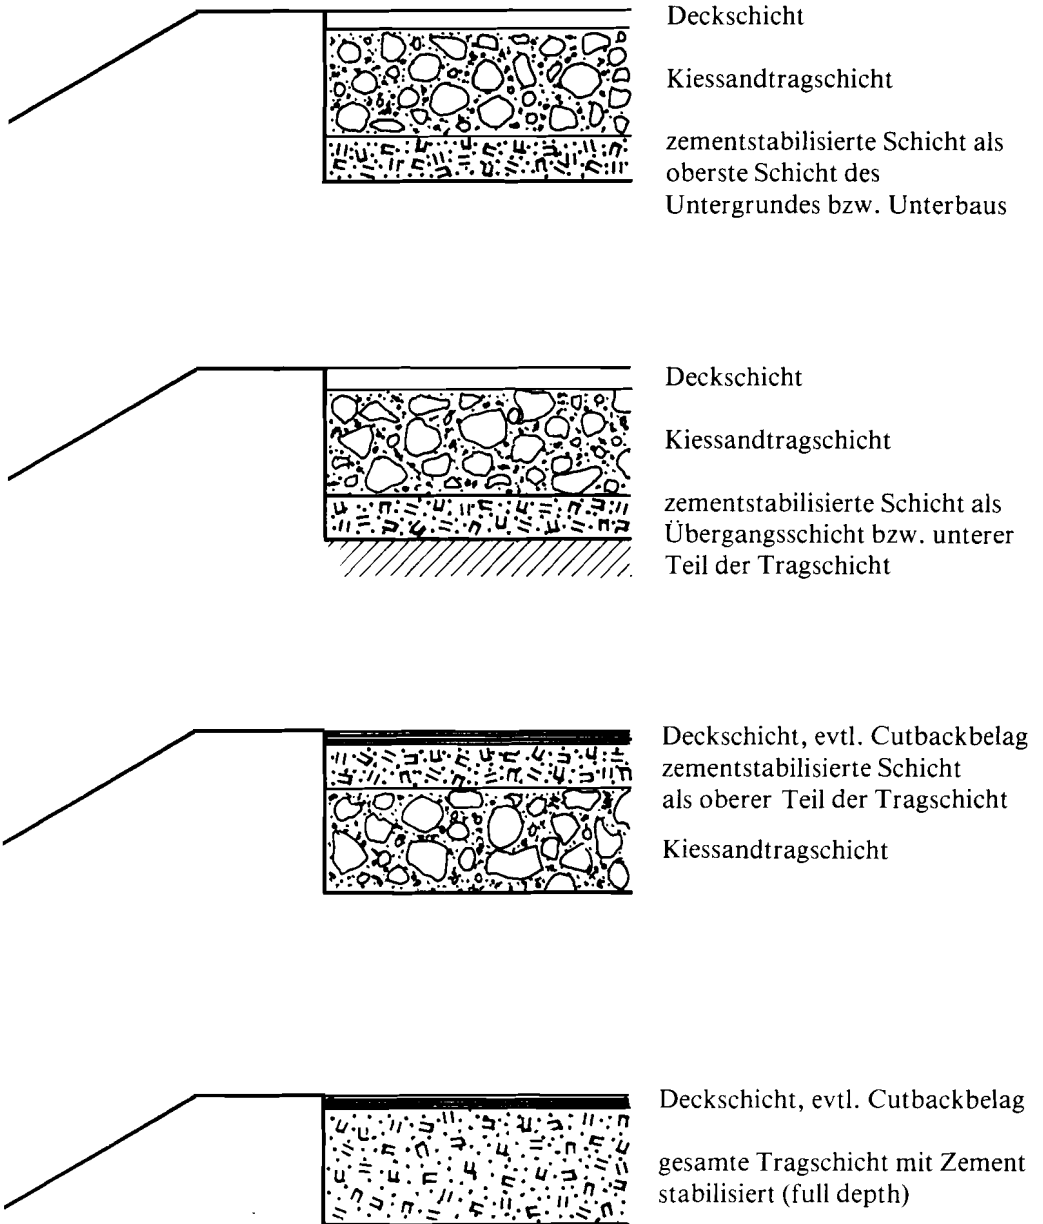 Deckschicht
Kiessandtragschicht
zementstabilisierte Schicht als
oberste Schicht des
Untergrundes bzw. Unterbaus
Deckschicht
Kiessandtragschicht
zementstabilisierte Schicht als
Übergangsschicht bzw. unterer
Teil der Tragschicht
Deckschicht, evtl. Cutbackbelag
zementstabilisierte Schicht
als oberer Teil der Tragschicht
Kiessandtragschicht
Deckschicht, evtl. Cutbackbelag
gesamte Tragschicht mit Zement
stabilisiert (full depth)